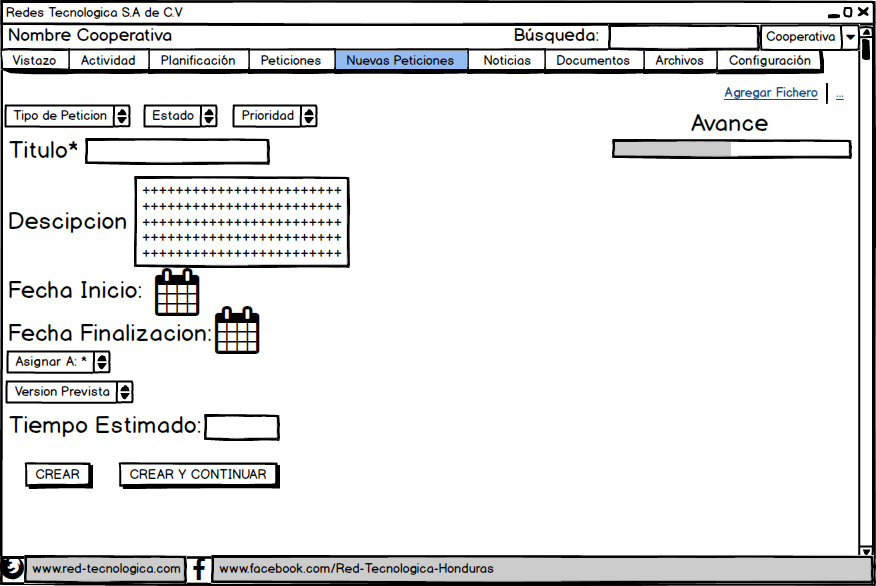 Redes Tecnologica S.A de C.V
Nombre Cooperativa Búsqueda: Cooperativa
Vistazo Actividad Planificación Peticiones Nuevas Peticiones Noticias Documentos Archivos Configuración
Agregar Fichero ...
Tipo de Peticion Estado Prioridad
Avance
Titulo*
++++++++++++++++++++++++
++++++++++++++++++++++++
Descipcion ++++++++++++++++++++++++
++++++++++++++++++++++++
++++++++++++++++++++++++
Fecha Inicio:
Fecha Finalizacion:
Asignar A: *
Version Prevista
Tiempo Estimado:
CREAR CREAR Y CONTINUAR
www.red-tecnologica.com f www.facebook.com/Red-Tecnologica-Honduras